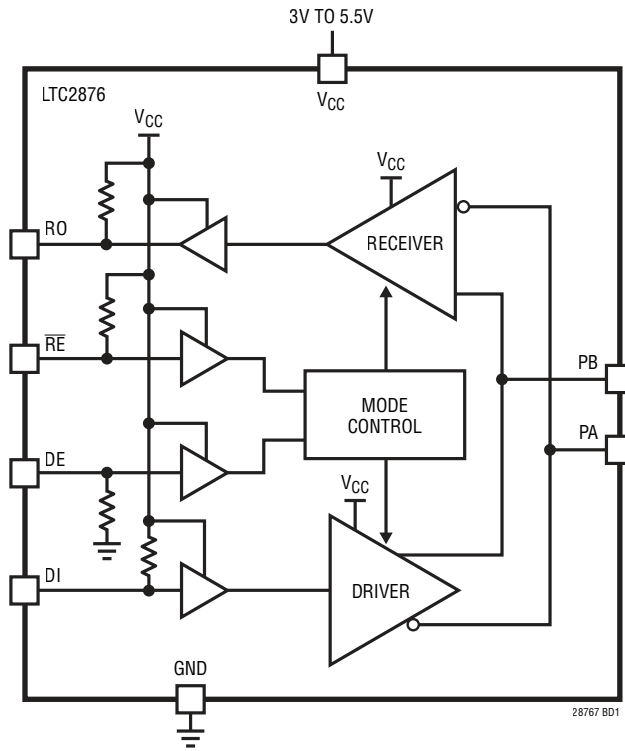 3V TO 5.5V
LTC2876
VCC
VCC
VCC
RO
RECEIVER
RE
PB
MODE
CONTROL
PA
DE
VCC
DI
DRIVER
GND
28767 BD1